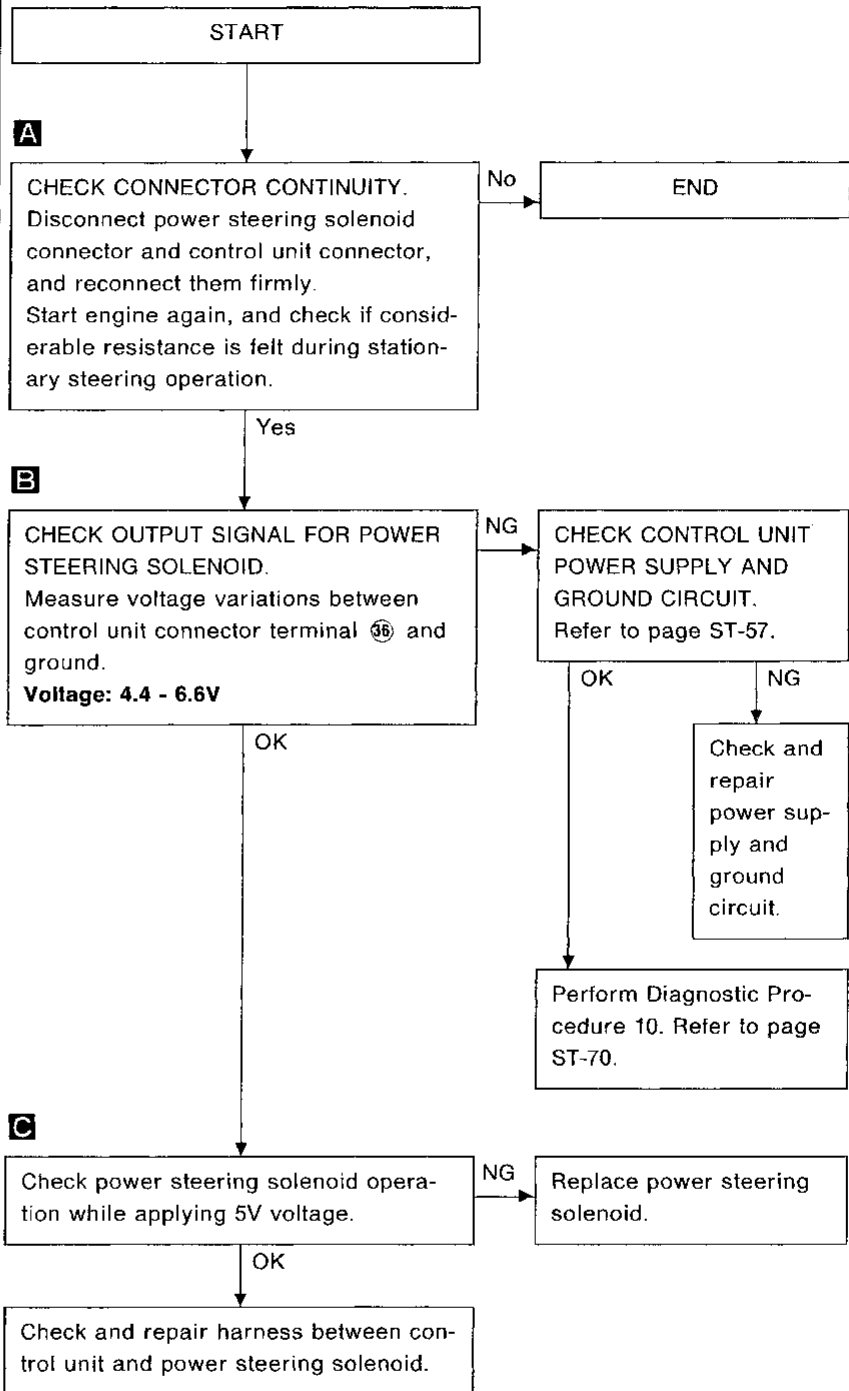 START
A
CHECK CONNECTOR CONTINUITY.
Disconnect power steering solenoid
connector and control unit connector,
and reconnect them firmly.
Start engine again, and check if consid-
erable resistance is felt during station-
ary steering operation.
No
END
Yes
B
CHECK OUTPUT SIGNAL FOR POWER
STEERING SOLENOID.
Measure voltage variations between
control unit connector terminal ㊱ and
ground.
Voltage: 4.4 - 6.6V
NG
CHECK CONTROL UNIT
POWER SUPPLY AND
GROUND CIRCUIT.
Refer to page ST-57.
OK
NG
Check and
repair
power sup-
ply and
ground
circuit.
OK
Perform Diagnostic Pro-
cedure 10. Refer to page
ST-70.
C
Check power steering solenoid opera-
tion while applying 5V voltage.
NG
Replace power steering
solenoid.
OK
Check and repair harness between con-
trol unit and power steering solenoid.